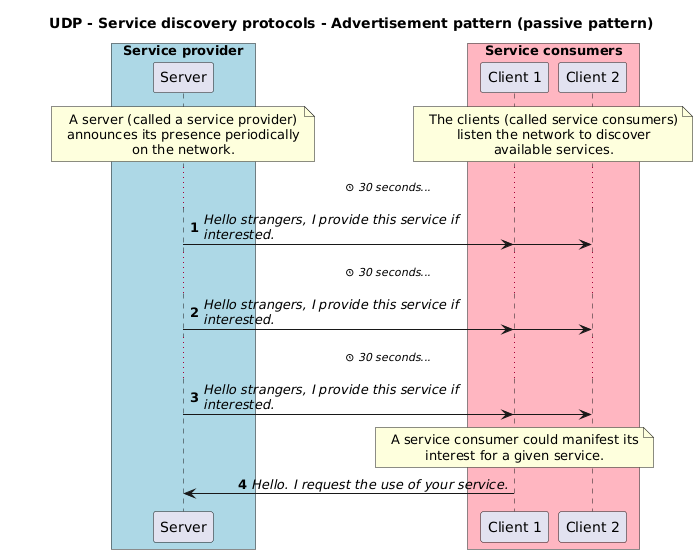 UDP - Service discovery protocols - Advertisement pattern (passive pattern)
Service provider
Service consumers
Server
Client 1
Client 2
A server (called a service provider)
announces its presence periodically
on the network.
The clients (called service consumers)
listen the network to discover
available services.
⏲ 30 seconds...
1 Hello strangers, I provide this service if
interested.
⏲ 30 seconds...
2 Hello strangers, I provide this service if
interested.
⏲ 30 seconds...
3 Hello strangers, I provide this service if
interested.
A service consumer could manifest its
interest for a given service.
4 Hello. I request the use of your service.
Server
Client 1
Client 2